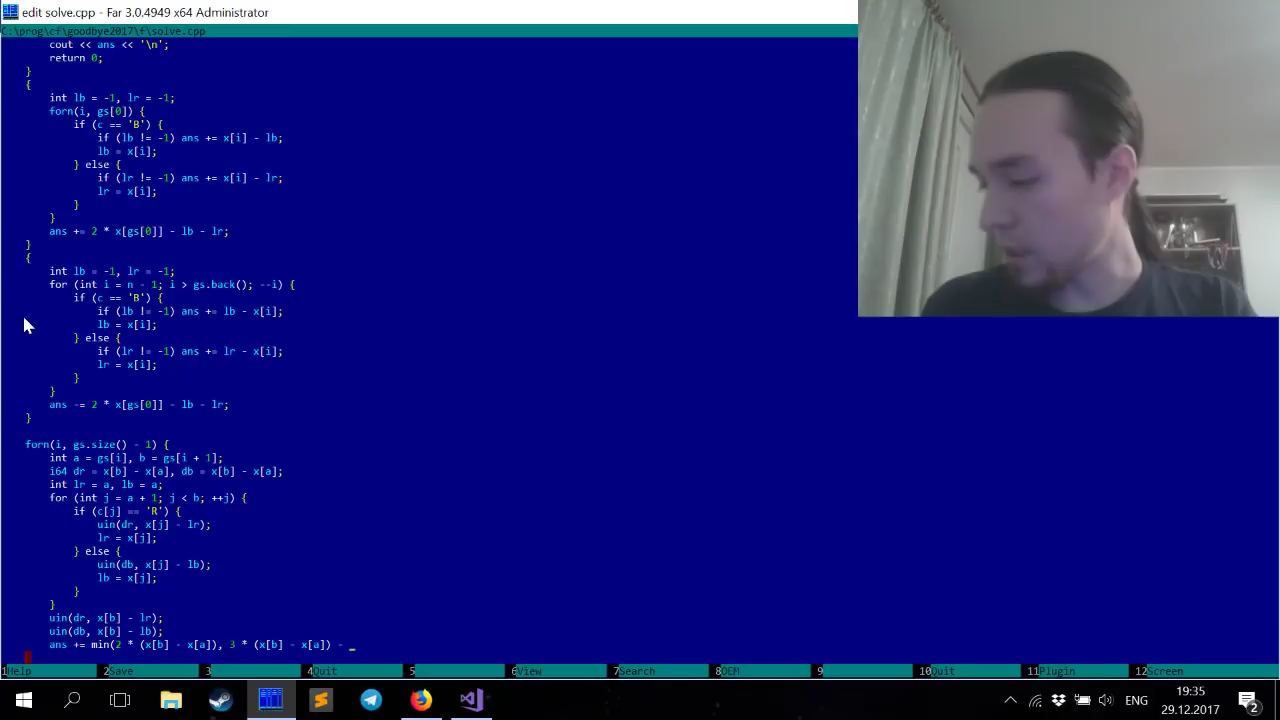 edit solve.cpp - Far 3.0.4949 x64 Administrator
C:\prog\cf\goodbye2017\f\solve.cpp
cout << ans << '\n';
return 0;
}
{
int lb = -1, lr = -1;
forn(i, gs[0]) {
if (c == 'B') {
if (lb != -1) ans += x[i] - lb;
lb = x[i];
} else {
if (lr != -1) ans += x[i] - lr;
lr = x[i];
}
}
ans += 2 * x[gs[0]] - lb - lr;
}
{
int lb = -1, lr = -1;
for (int i = n - 1; i > gs.back(); --i) {
if (c == 'B') {
if (lb != -1) ans += lb - x[i];
lb = x[i];
} else {
if (lr != -1) ans += lr - x[i];
lr = x[i];
}
}
ans -= 2 * x[gs[0]] - lb - lr;
}
forn(i, gs.size() - 1) {
int a = gs[i], b = gs[i + 1];
i64 dr = x[b] - x[a], db = x[b] - x[a];
int lr = a, lb = a;
for (int j = a + 1; j < b; ++j) {
if (c[j] == 'R') {
uin(dr, x[j] - lr);
lr = x[j];
} else {
uin(db, x[j] - lb);
lb = x[j];
}
}
uin(dr, x[b] - lr);
uin(db, x[b] - lb);
ans += min(2 * (x[b] - x[a]), 3 * (x[b] - x[a]) - _
1Help 2Save 3 4Quit 5 6View 7Search 8OEM 9 10Quit 11Plugin 12Screen
ENG 19:35
29.12.2017 2